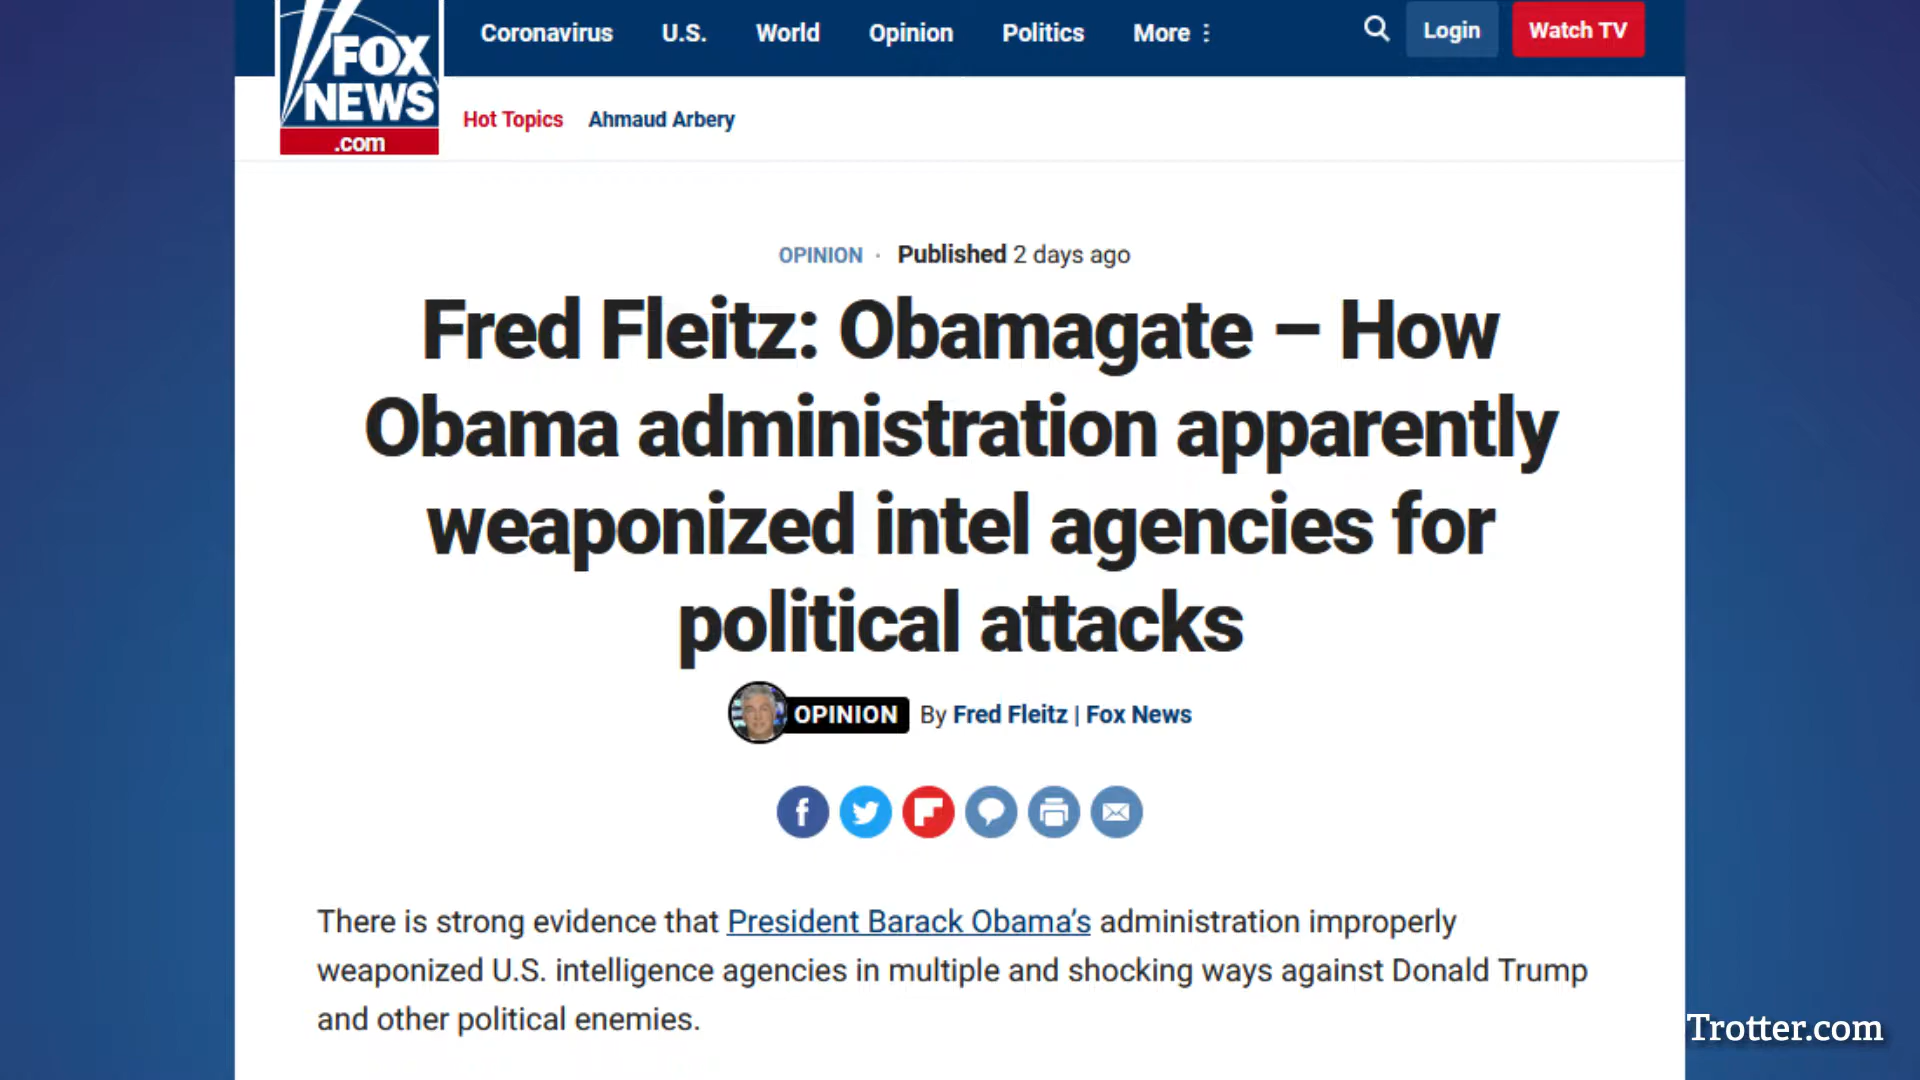 FOX
NEWS
.com
Coronavirus U.S. World Opinion Politics More Login Watch TV
Hot Topics Ahmaud Arbery
OPINION · Published 2 days ago
Fred Fleitz: Obamagate – How
Obama administration apparently
weaponized intel agencies for
political attacks
OPINION By Fred Fleitz | Fox News
There is strong evidence that President Barack Obama’s administration improperly
weaponized U.S. intelligence agencies in multiple and shocking ways against Donald Trump
and other political enemies.
Trotter.com